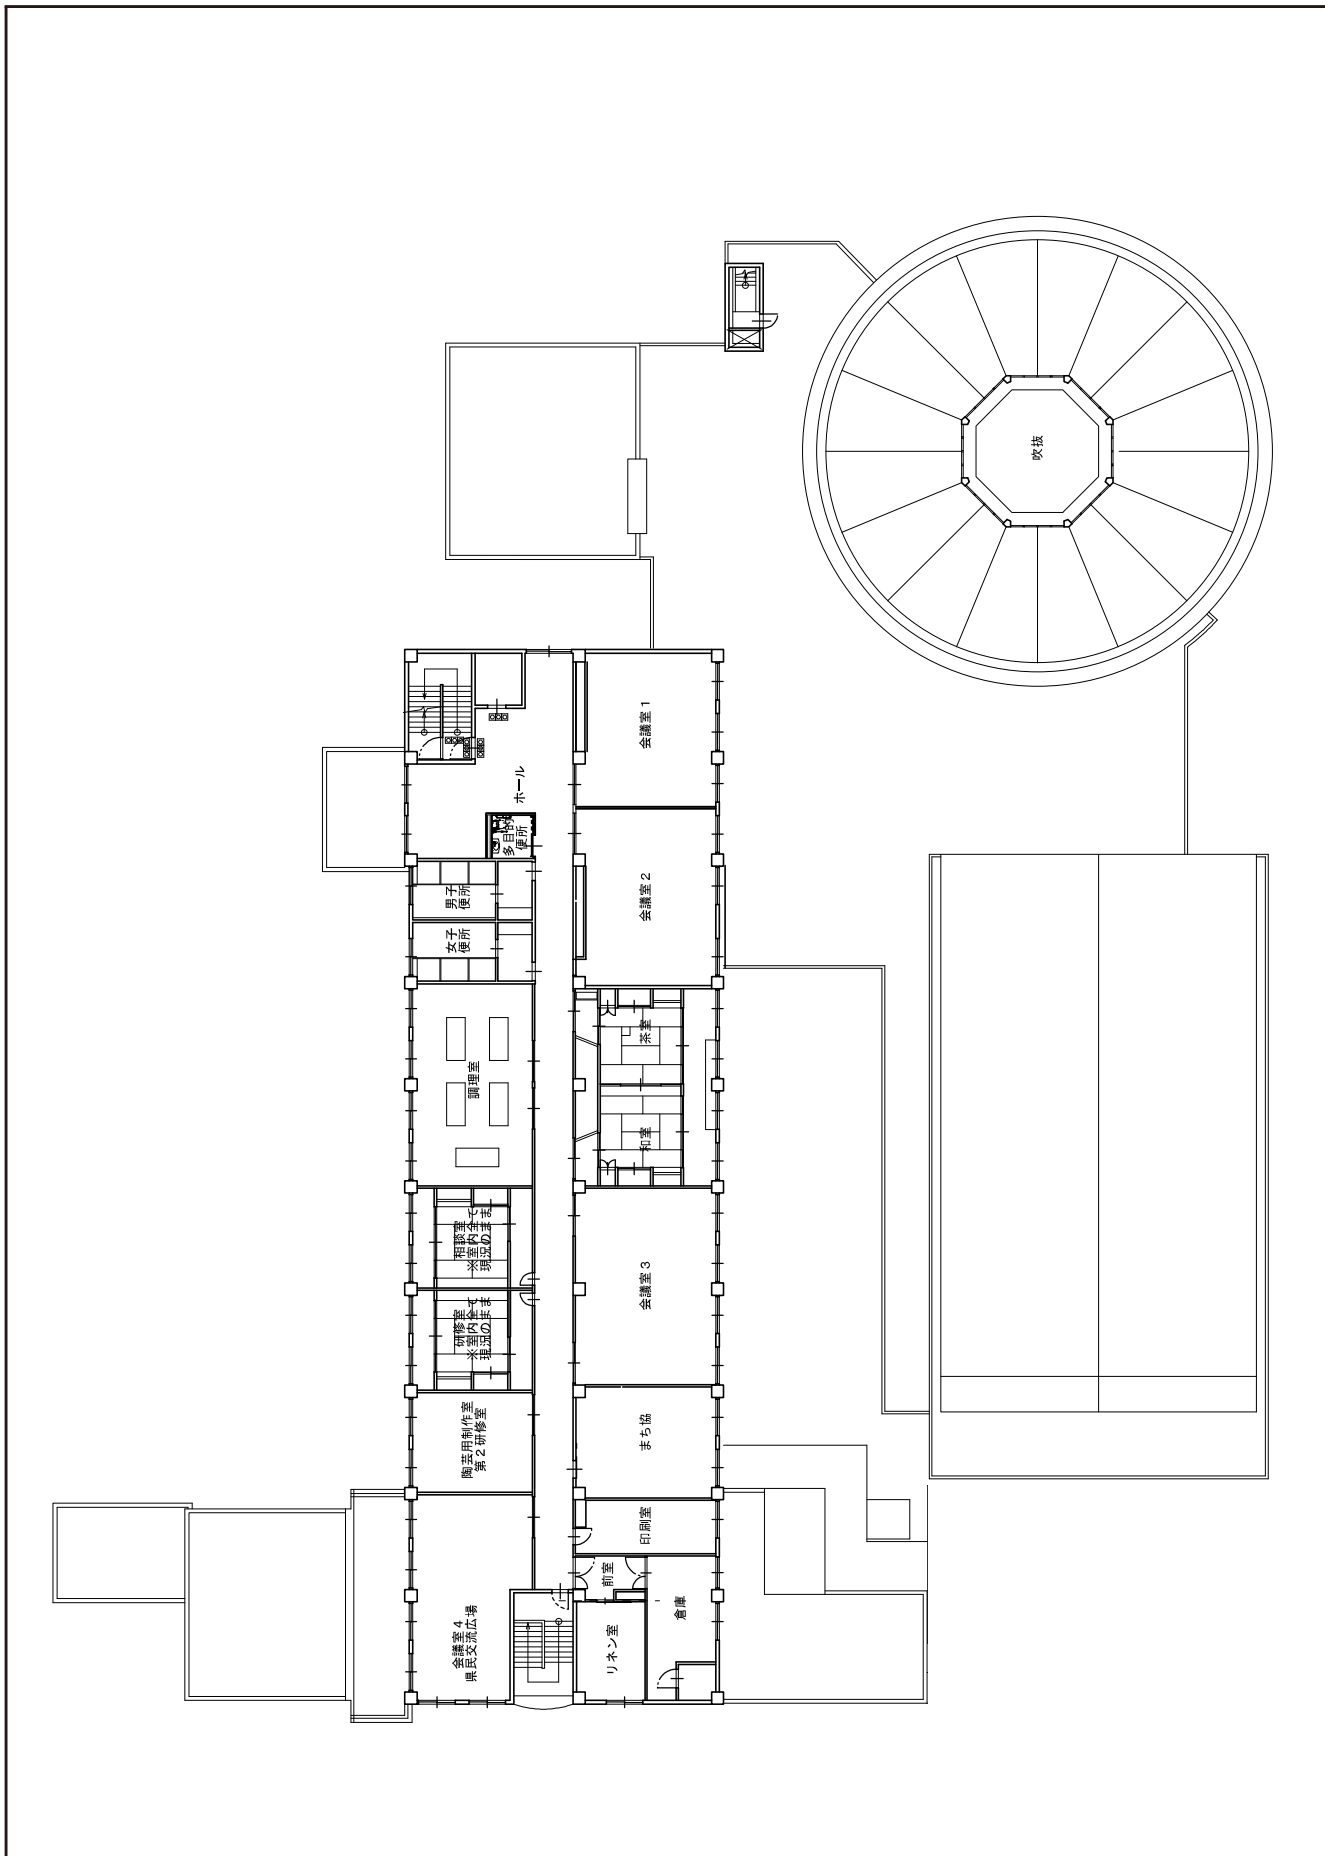 吹抜
会議室１
ホール
多目的
便所
会議室２
男子
便所
女子
便所
茶室
調理室
和室
相談室
※室内全て
現況のまま
会議室３
研修室
※室内全て
現況のまま
まち協
陶芸用制作室
第２研修室
印刷室
前室
倉庫
会議室４
県民交流広場
リネン室